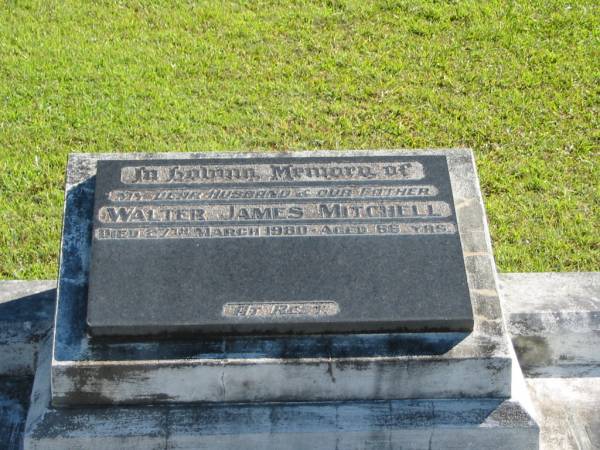 In Loving Memory of
My Dear Husband & Our Father
Walter James Mitchell
Died 27th March 1980 - Aged 66 Yrs.
At Rest